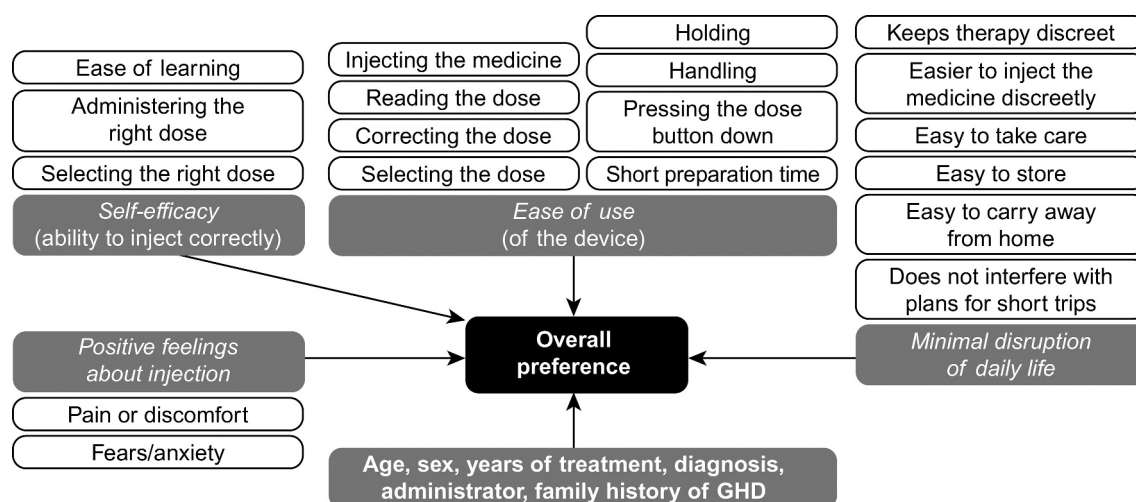 Ease of learning
Administering the
right dose
Selecting the right dose
Self-efficacy
(ability to inject correctly)
Injecting the medicine
Reading the dose
Correcting the dose
Selecting the dose
Holding
Handling
Pressing the dose
button down
Short preparation time
Ease of use
(of the device)
Keeps therapy discreet
Easier to inject the
medicine discreetly
Easy to take care
Easy to store
Easy to carry away
from home
Does not interfere with
plans for short trips
Minimal disruption
of daily life
Positive feelings
about injection
Pain or discomfort
Fears/anxiety
Overall
preference
Age, sex, years of treatment, diagnosis,
administrator, family history of GHD